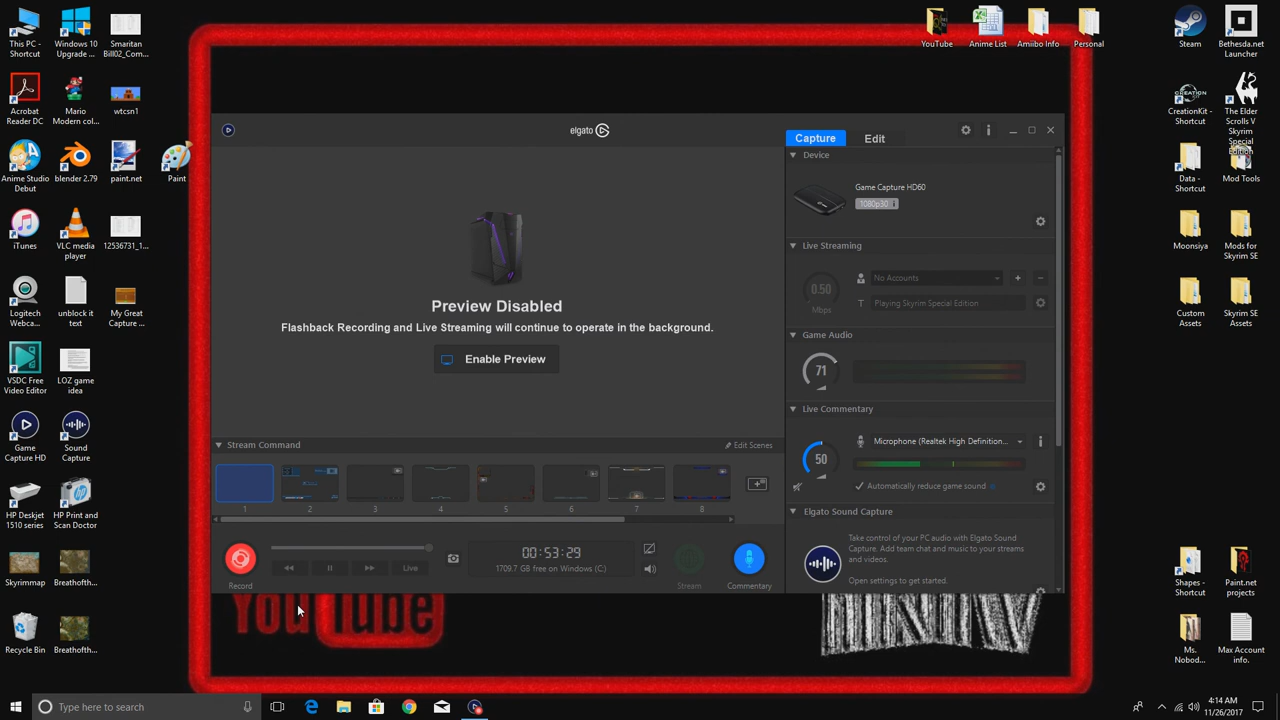 This PC -
Shortcut
Windows 10
Upgrade ...
Smaritan
Bill02_Com...
Acrobat
Reader DC
Mario
Modern col...
wtcsn1
Anime Studio
Debut
blender 2.79
paint.net
Paint
iTunes
VLC media
player
12536731_1...
Logitech
Webca...
unblock it
text
My Great
Capture ...
VSDC Free
Video Editor
LOZ game
idea
Game
Capture HD
Sound
Capture
HP Deskjet
1510 series
HP Print and
Scan Doctor
Skyrimmap
Breathofth...
Recycle Bin
Breathofth...
elgato
Preview Disabled
Flashback Recording and Live Streaming will continue to operate in the background.
Enable Preview
Stream Command
Edit Scenes
1
2
3
4
5
6
7
8
Record
Live
00:53:29
1709.7 GB free on Windows (C:)
Stream
Commentary
Capture
Edit
Device
Game Capture HD60
1080p30
Live Streaming
0.50
Mbps
No Accounts
T
Playing Skyrim Special Edition
Game Audio
71
Live Commentary
50
Microphone (Realtek High Definition...
Automatically reduce game sound
Elgato Sound Capture
Take control of your PC audio with Elgato Sound
Capture. Add team chat and music to your streams
and videos.
Open settings to get started.
YouTube
YouTube
Anime List
Amiibo Info
Personal
Steam
Bethesda.net
Launcher
CreationKit -
Shortcut
The Elder
Scrolls V
Skyrim
Special
Edition
Data -
Shortcut
Mod Tools
Moonsiya
Mods for
Skyrim SE
Custom
Assets
Skyrim SE
Assets
Shapes -
Shortcut
Paint.net
projects
Ms.
Nobod...
Max Account
info.
Type here to search
4:14 AM
11/26/2017